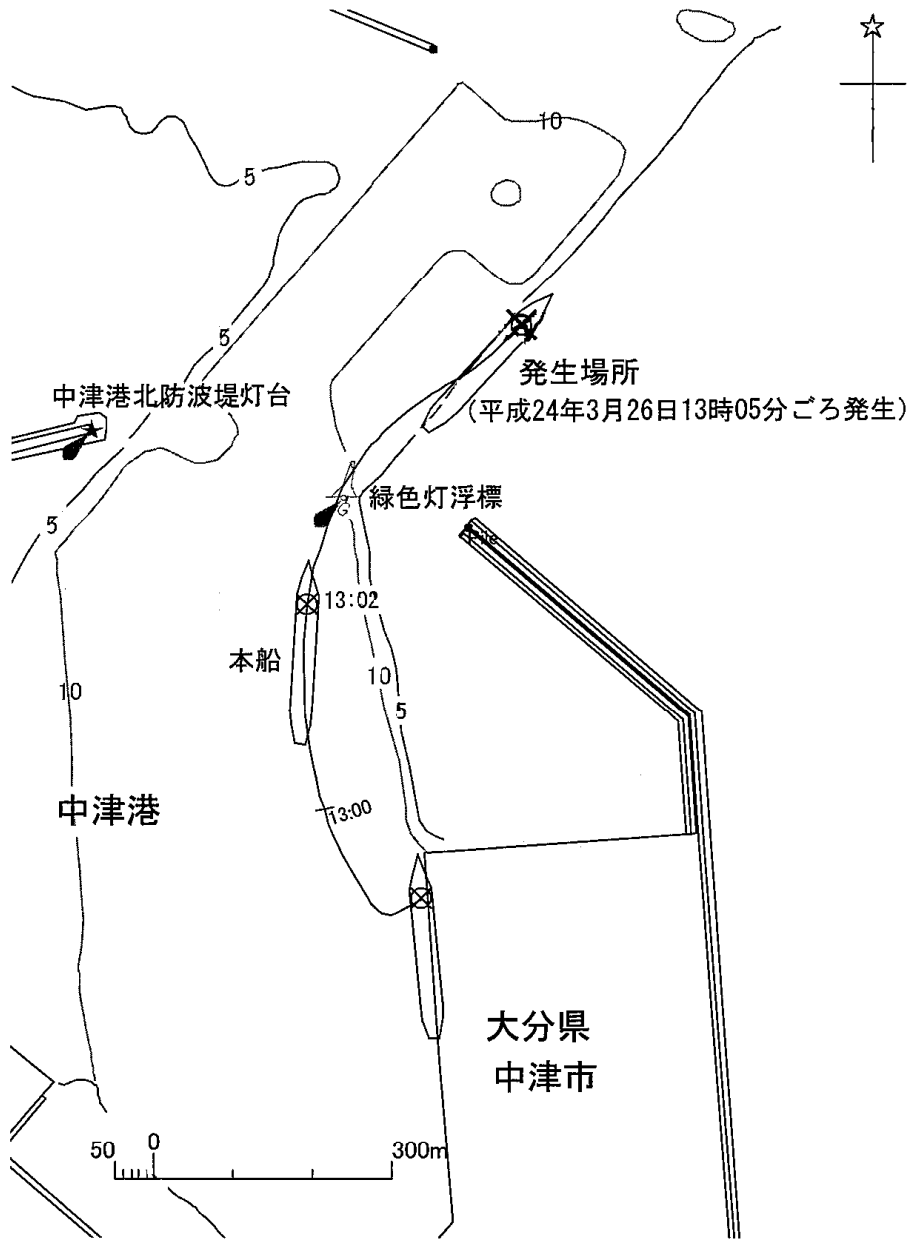 10
5
5
中津港北防波堤灯台
発生場所
(平成24年3月26日13時05分ごろ発生)
5
緑色灯浮標
G
13:02
本船
10
10
5
中津港
13:00
大分県
中津市
50 0 300m